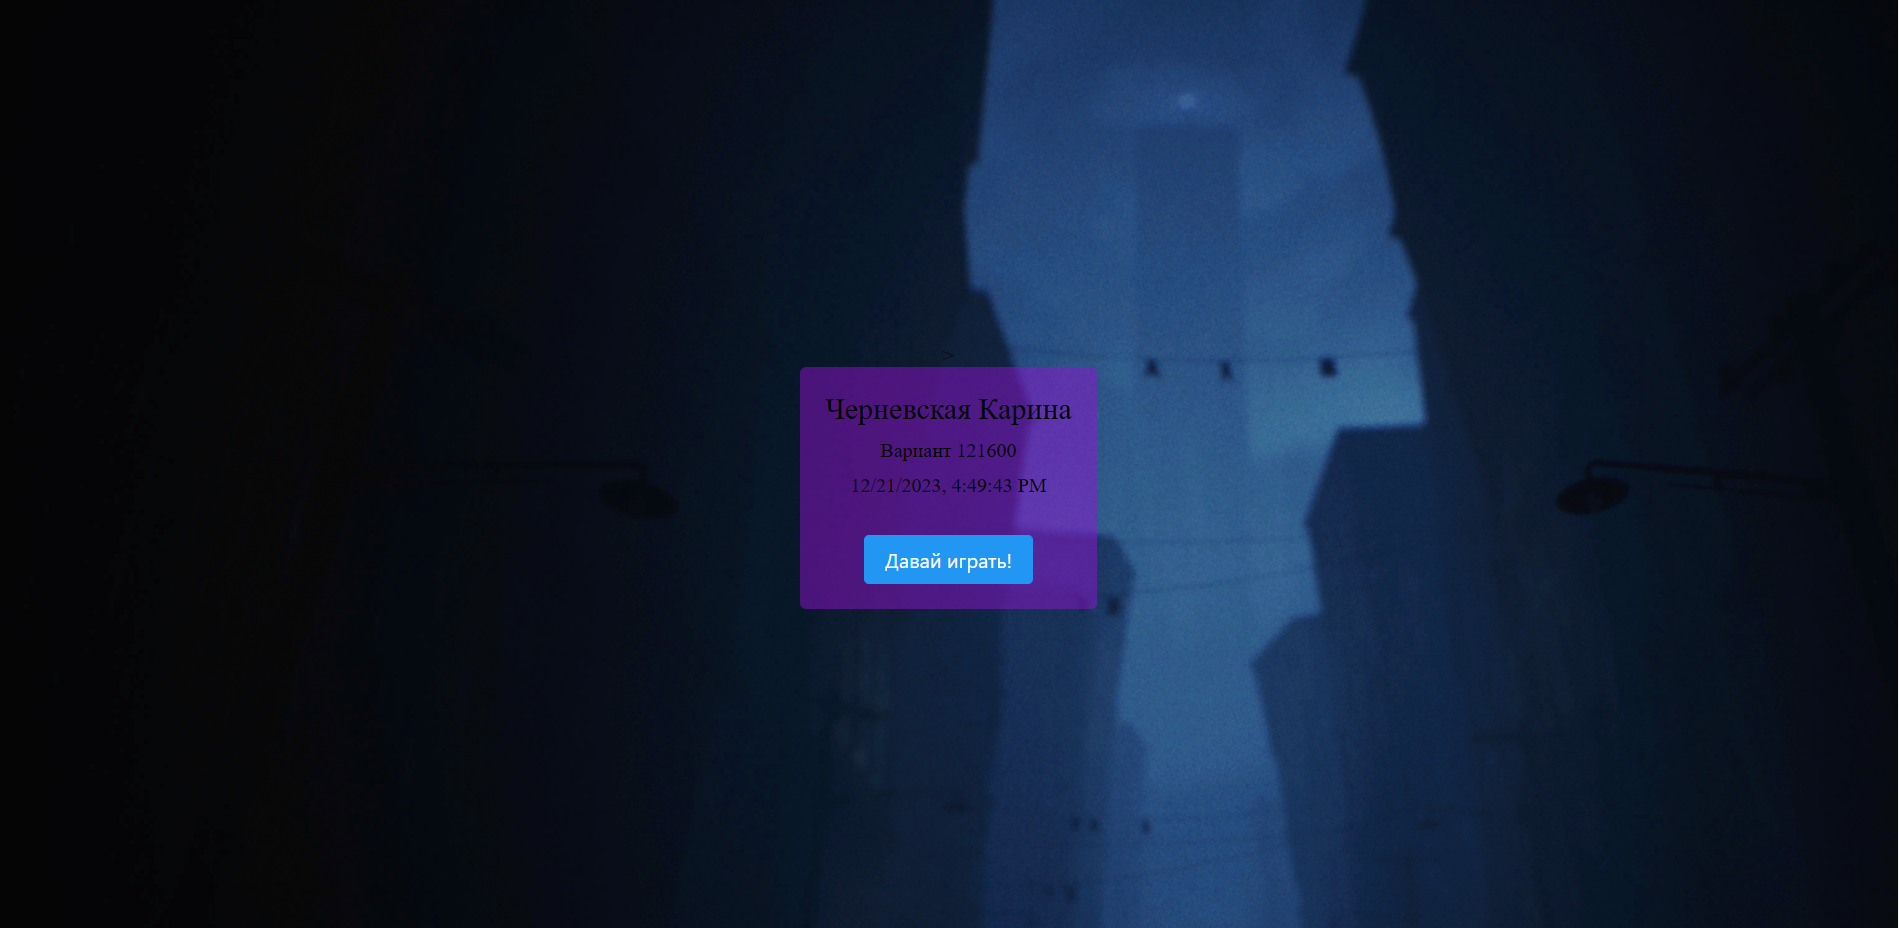 >
Черневская Карина
Вариант 121600
12/21/2023, 4:49:43 PM
Давай играть!